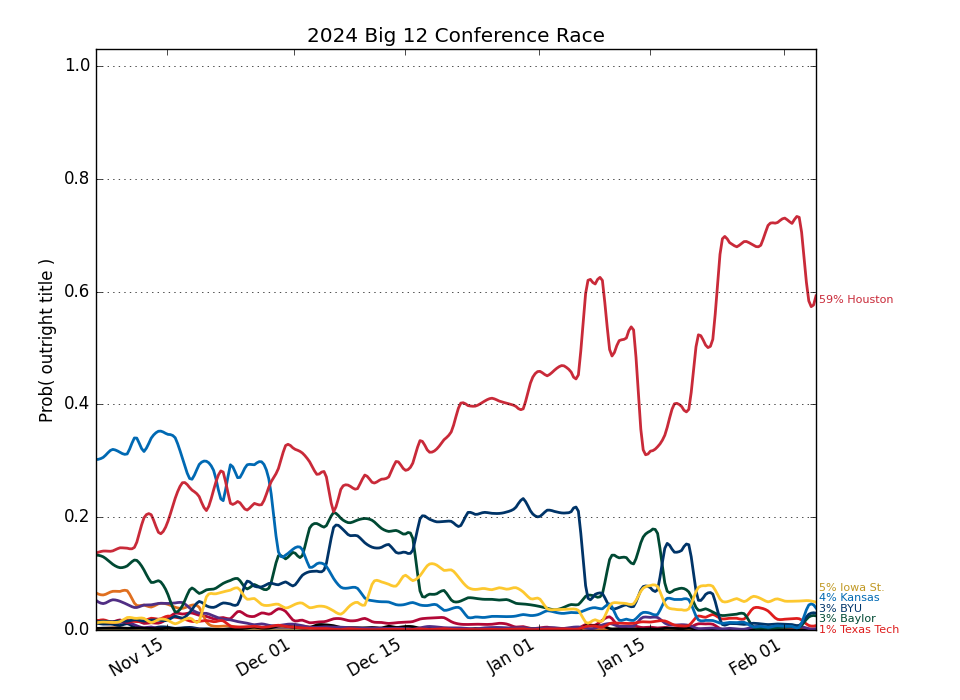 2024 Big 12 Conference Race
Prob( outright title )
1.0
0.8
0.6
0.4
0.2
0.0
59% Houston
5% Iowa St.
4% Kansas
3% BYU
3% Baylor
1% Texas Tech
Nov 15
Dec 01
Dec 15
Jan 01
Jan 15
Feb 01